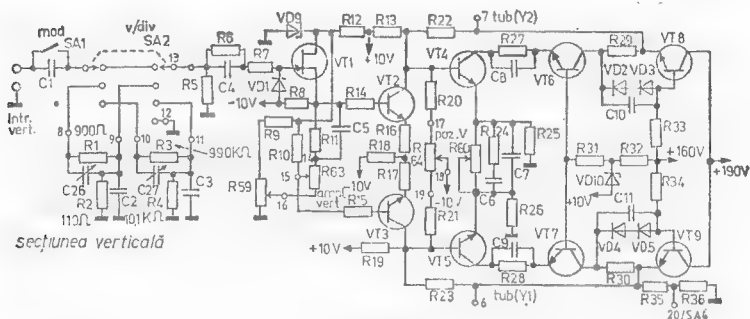 mod
SA1
v/div
SA2
13
C1
Intr.
vert.
R5
R6
C4
R7
VD1
VD9
VT1
R12
R13
+10V
R22
7 tub(Y2)
VT4
R27
C8
VT6
R29
VD2 VD3
VT8
C10
-10V
R8
R14
VT2
R20
17
poz.V
R33
8
900Ω
9
10
12
11
R1
R3
990KΩ
C26
R2
110Ω
C2
C27
R4
10,1KΩ
C3
secțiunea verticală
R9
R10
14
R11
C5
15
R63
R59
16
R15
R16
R18
-10V
R17
VT3
+10V
R19
R64
18
-10V
19
R21
R60
R24
C6
C7
R25
R26
R31
R32
+160V
VD10
+10V
R34
+190V
VT5
C9
R28
VT7
C11
VD4 VD5
R30
VT9
R23
6
tub(Y1)
R35
R36
20/SA6